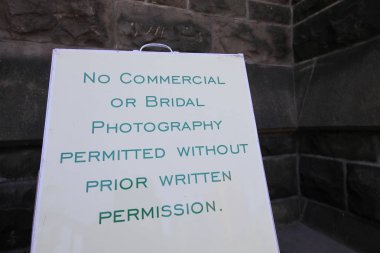 No Commercial
or Bridal
Photography
permitted without
prior written
permission.